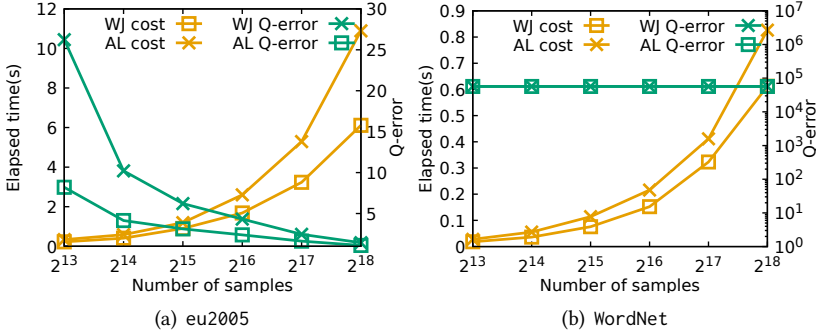 WJ cost WJ Q-error
AL cost AL Q-error
Elapsed time(s)
12
10
8
6
4
2
0
30
25
20
15
10
5
Q-error
2^13 2^14 2^15 2^16 2^17 2^18
Number of samples
(a) eu2005
WJ cost WJ Q-error
AL cost AL Q-error
Elapsed time(s)
0.9
0.8
0.7
0.6
0.5
0.4
0.3
0.2
0.1
0
10^7
10^6
10^5
10^4
10^3
10^2
10^1
10^0
Q-error
2^13 2^14 2^15 2^16 2^17 2^18
Number of samples
(b) WordNet